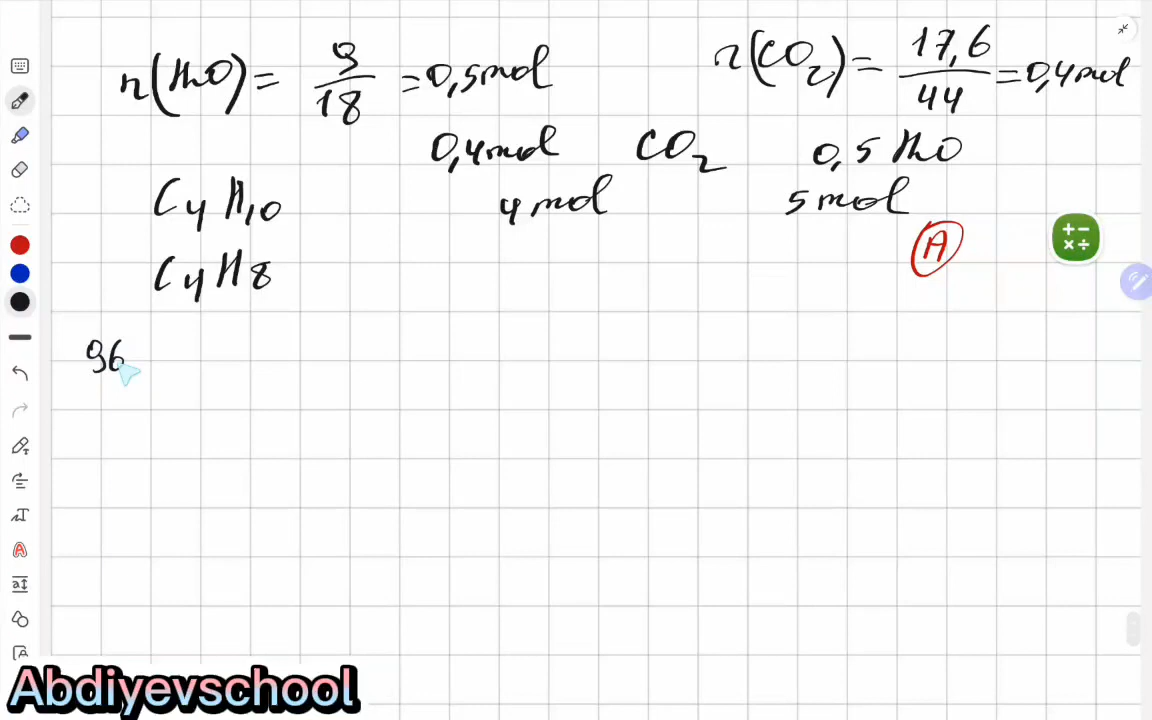 n(H2O) = 9/18 = 0,5mol n(CO2) = 17,6/44 = 0,4mol
0,4mol CO2 0,5 H2O
C4H10 4mol 5mol
A
C4H8
96
Abdiyevschool